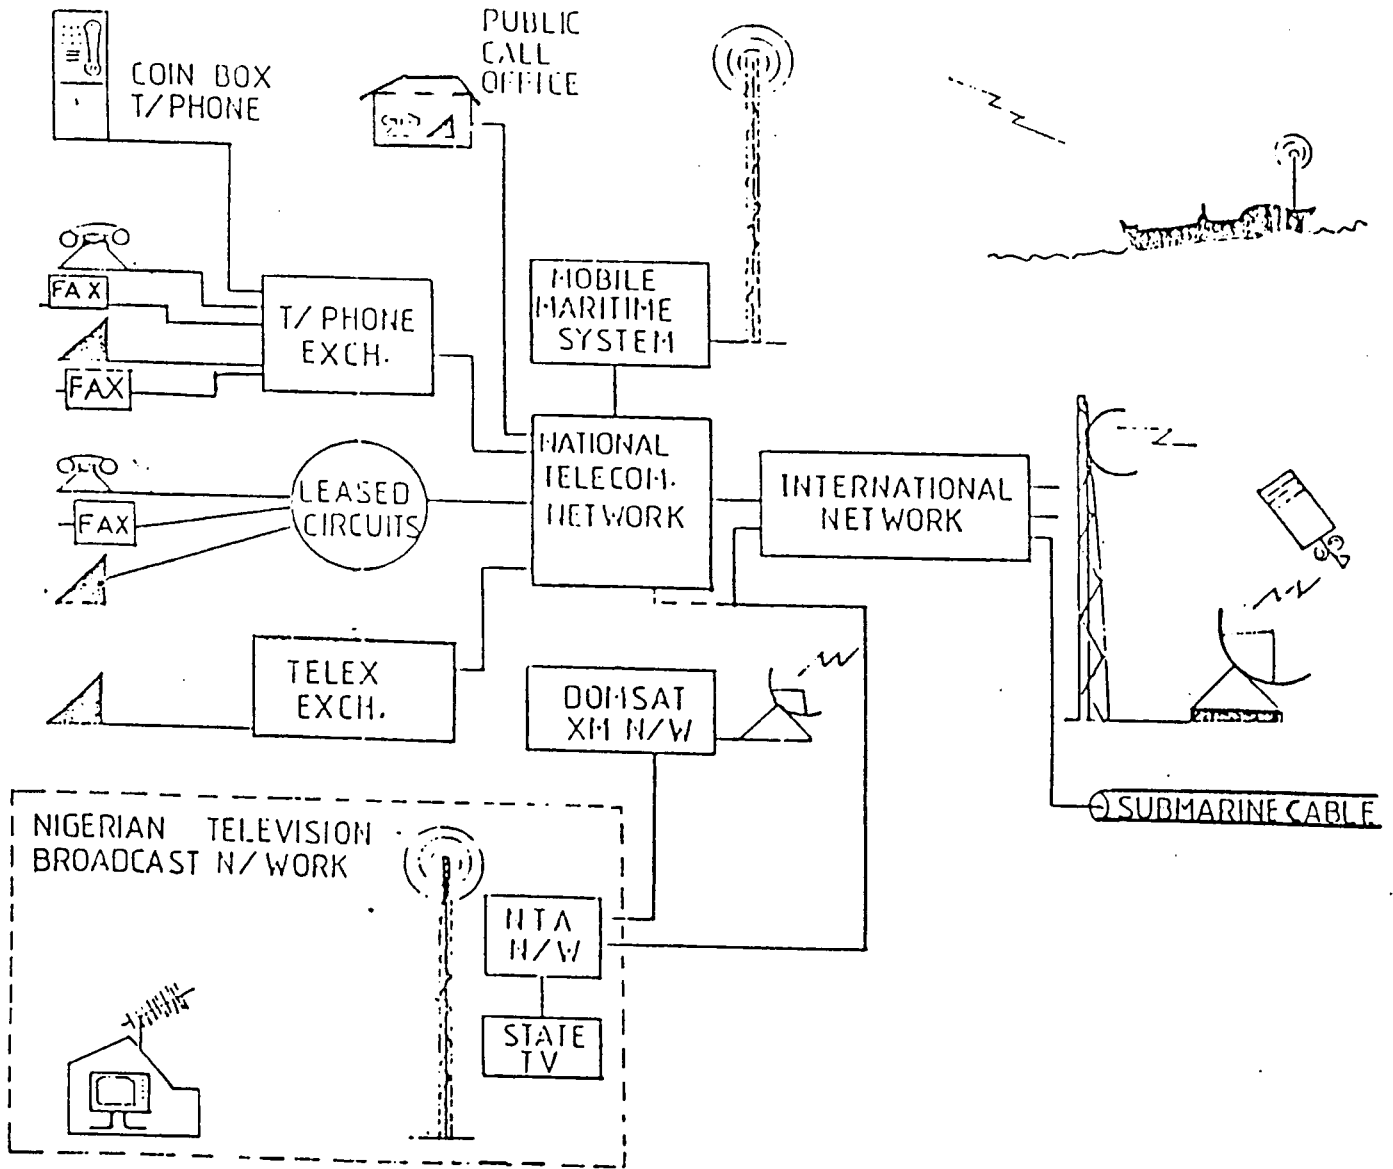 PUBLIC
CALL
OFFICE
COIN BOX
T/PHONE
FAX
T/PHONE
EXCH.
FAX
MOBILE
MARITIME
SYSTEM
LEASED
CIRCUITS
FAX
NATIONAL
TELECOM.
NETWORK
INTERNATIONAL
NETWORK
TELEX
EXCH.
DOMSAT
XM N/W
SUBMARINE CABLE
NIGERIAN TELEVISION
BROADCAST N/WORK
NTA
N/W
STATE
TV